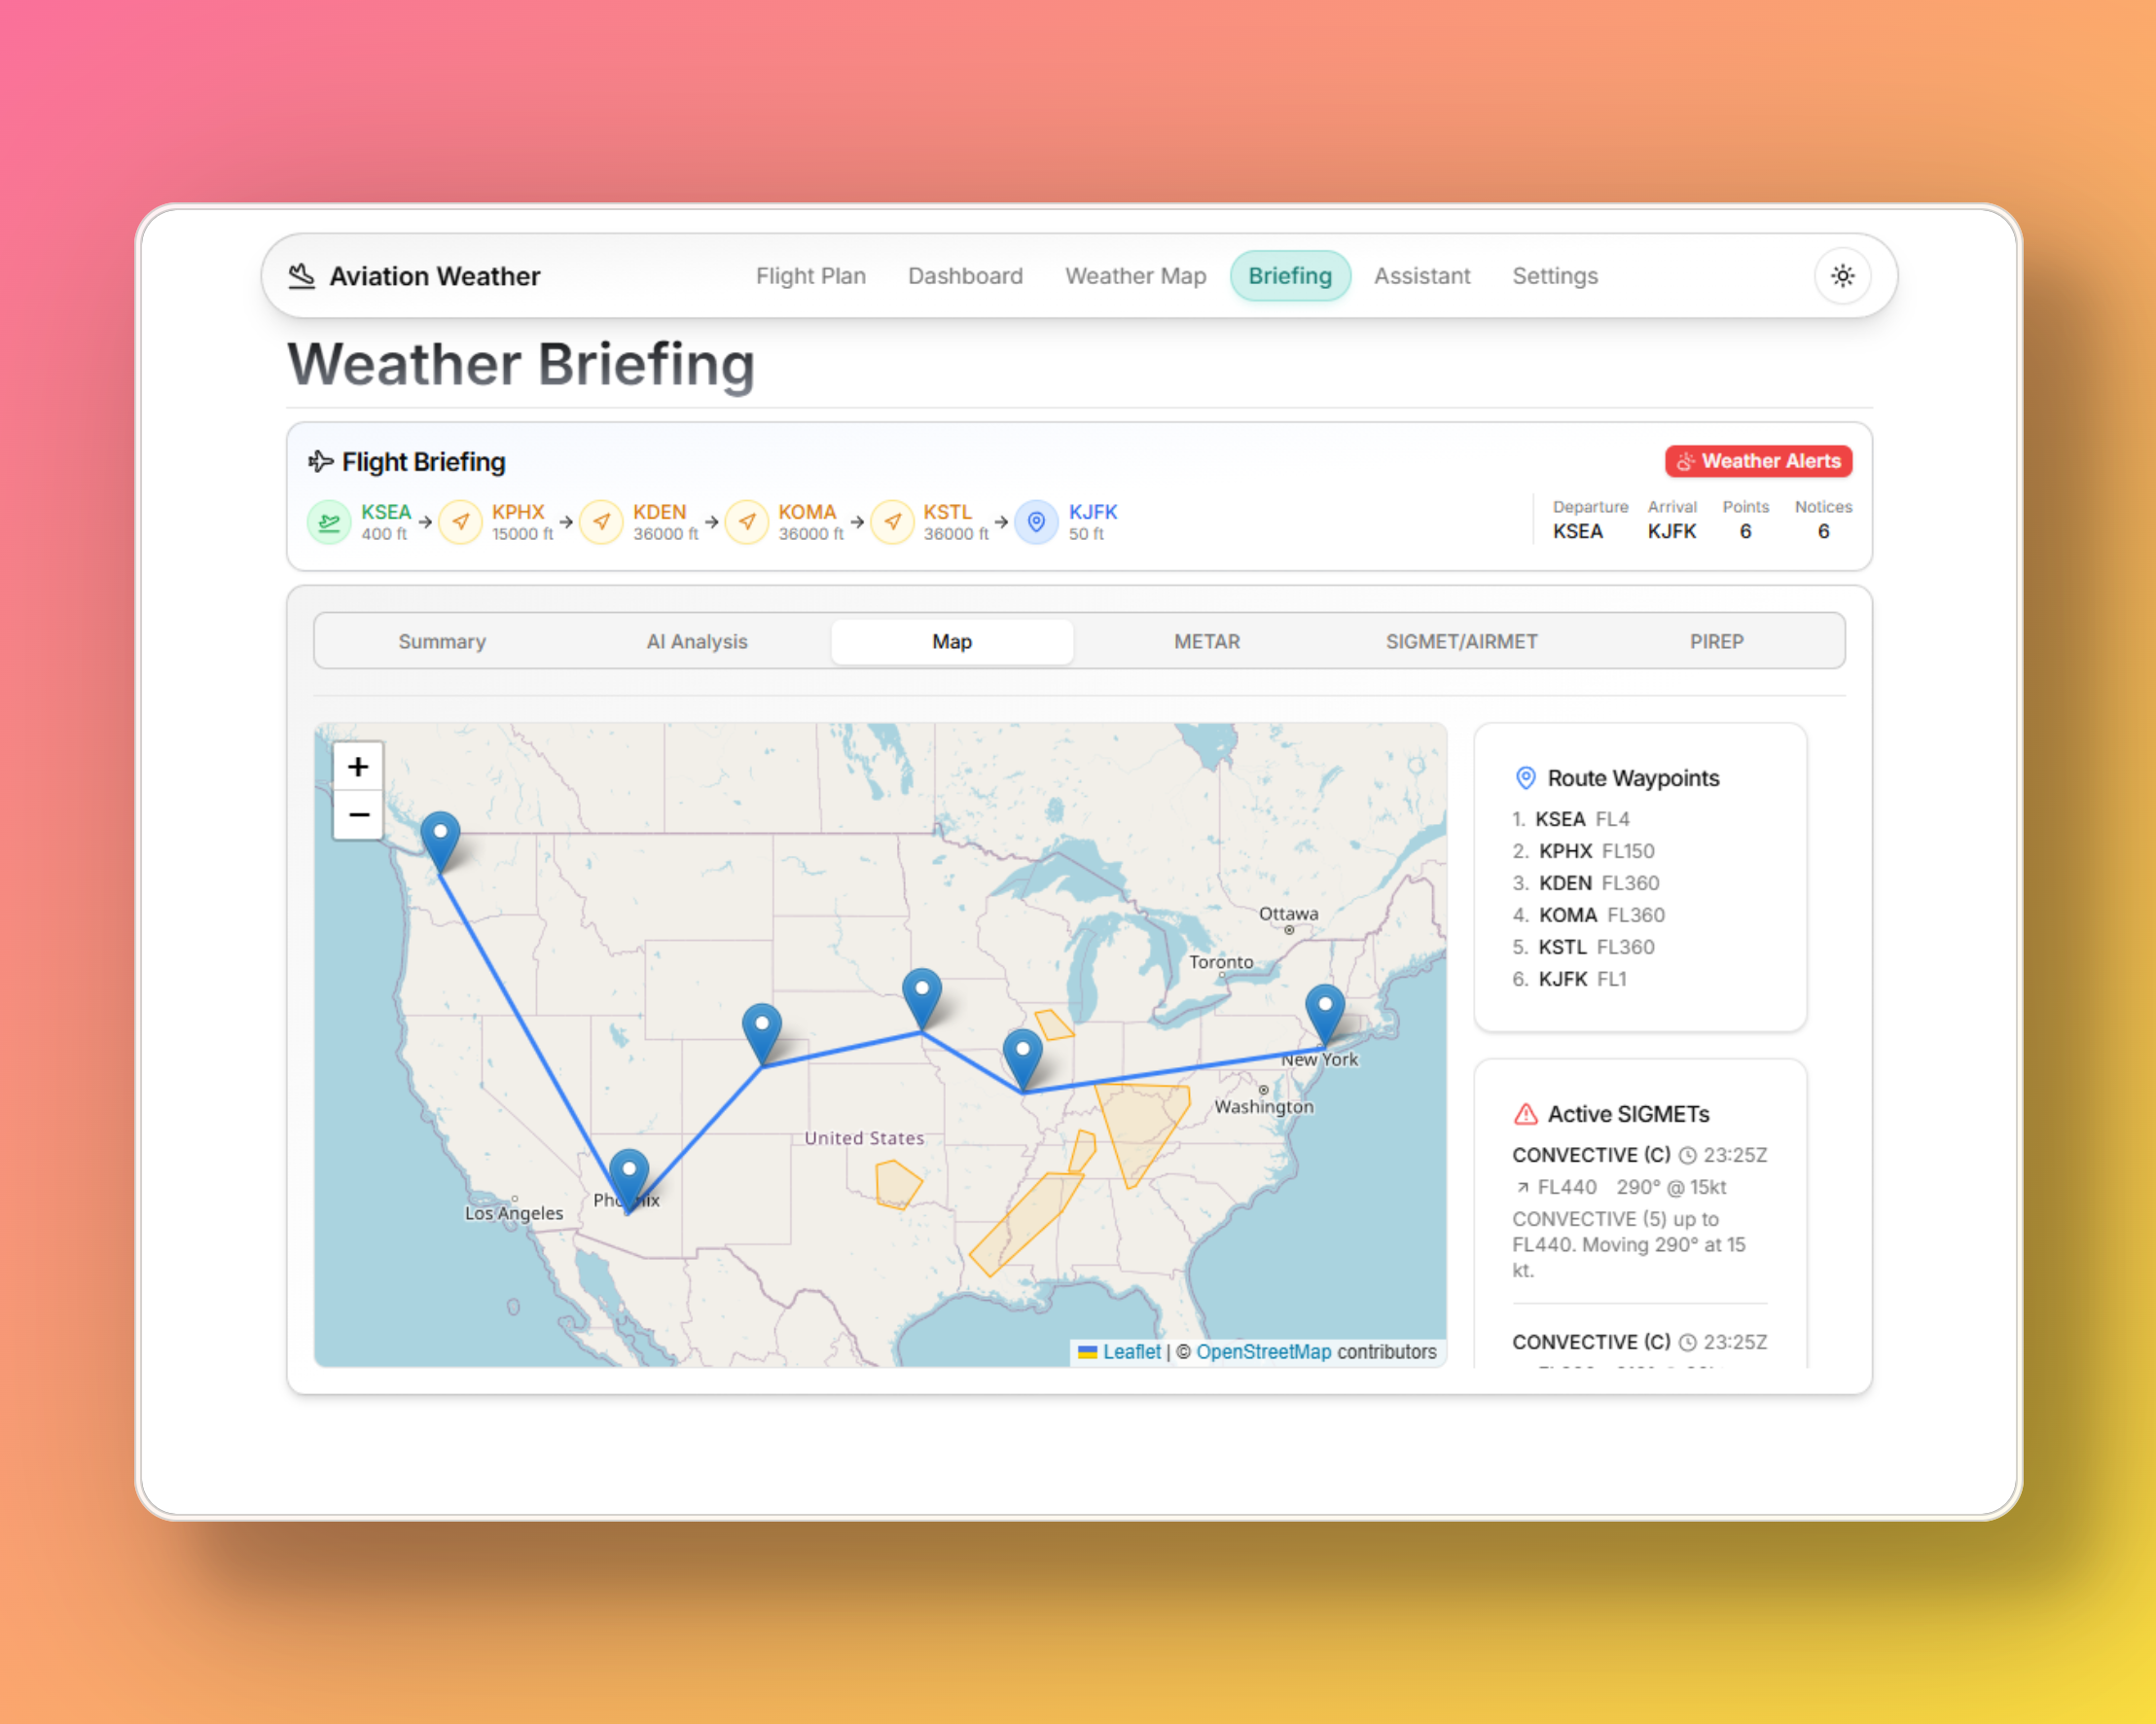 Aviation Weather
Flight Plan
Dashboard
Weather Map
Briefing
Assistant
Settings
Weather Briefing
Flight Briefing
Weather Alerts
KSEA
400 ft
KPHX
15000 ft
KDEN
36000 ft
KOMA
36000 ft
KSTL
36000 ft
KJFK
50 ft
Departure
KSEA
Arrival
KJFK
Points
6
Notices
6
Summary
AI Analysis
Map
METAR
SIGMET/AIRMET
PIREP
+
−
Ottawa
Toronto
New York
Washington
United States
Los Angeles
Leaflet | © OpenStreetMap contributors
Route Waypoints
1. KSEA FL4
2. KPHX FL150
3. KDEN FL360
4. KOMA FL360
5. KSTL FL360
6. KJFK FL1
Active SIGMETs
CONVECTIVE (C) 23:25Z
FL440 290° @ 15kt
CONVECTIVE (5) up to
FL440. Moving 290° at 15
kt.
CONVECTIVE (C) 23:25Z